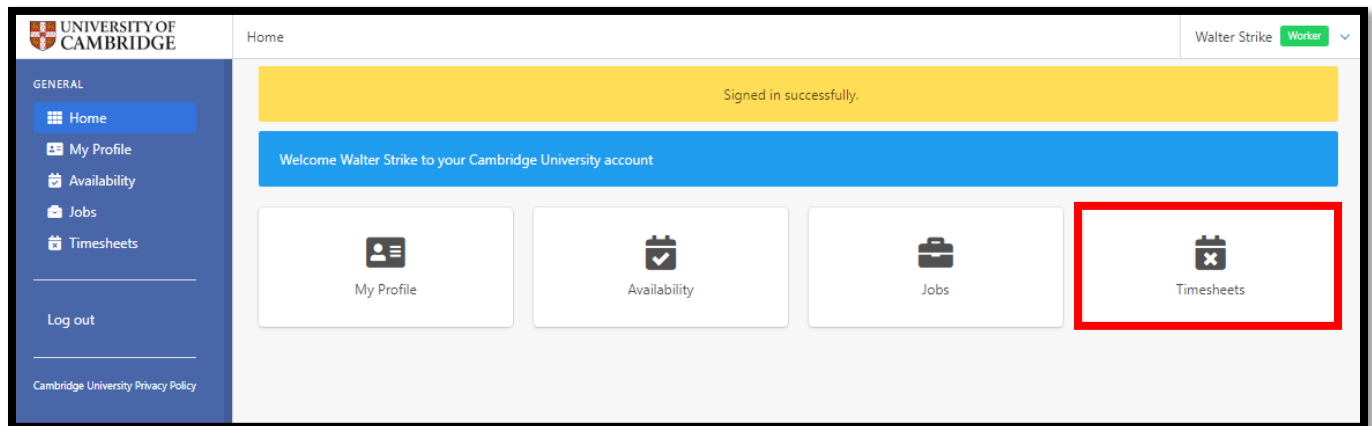 UNIVERSITY OF
CAMBRIDGE
Home
Walter Strike Worker
GENERAL
Home
My Profile
Availability
Jobs
Timesheets
Log out
Cambridge University Privacy Policy
Signed in successfully.
Welcome Walter Strike to your Cambridge University account
My Profile
Availability
Jobs
Timesheets